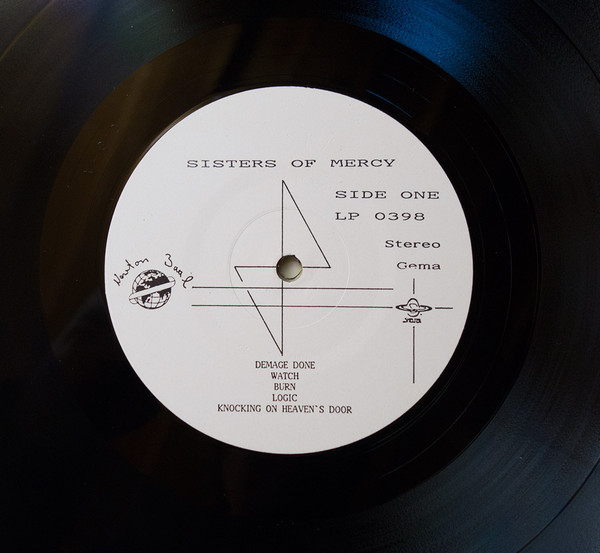 SISTERS OF MERCY
SIDE ONE
LP 0398
Stereo
Gema
DEMAGE DONE
WATCH
BURN
LOGIC
KNOCKING ON HEAVEN`S DOOR